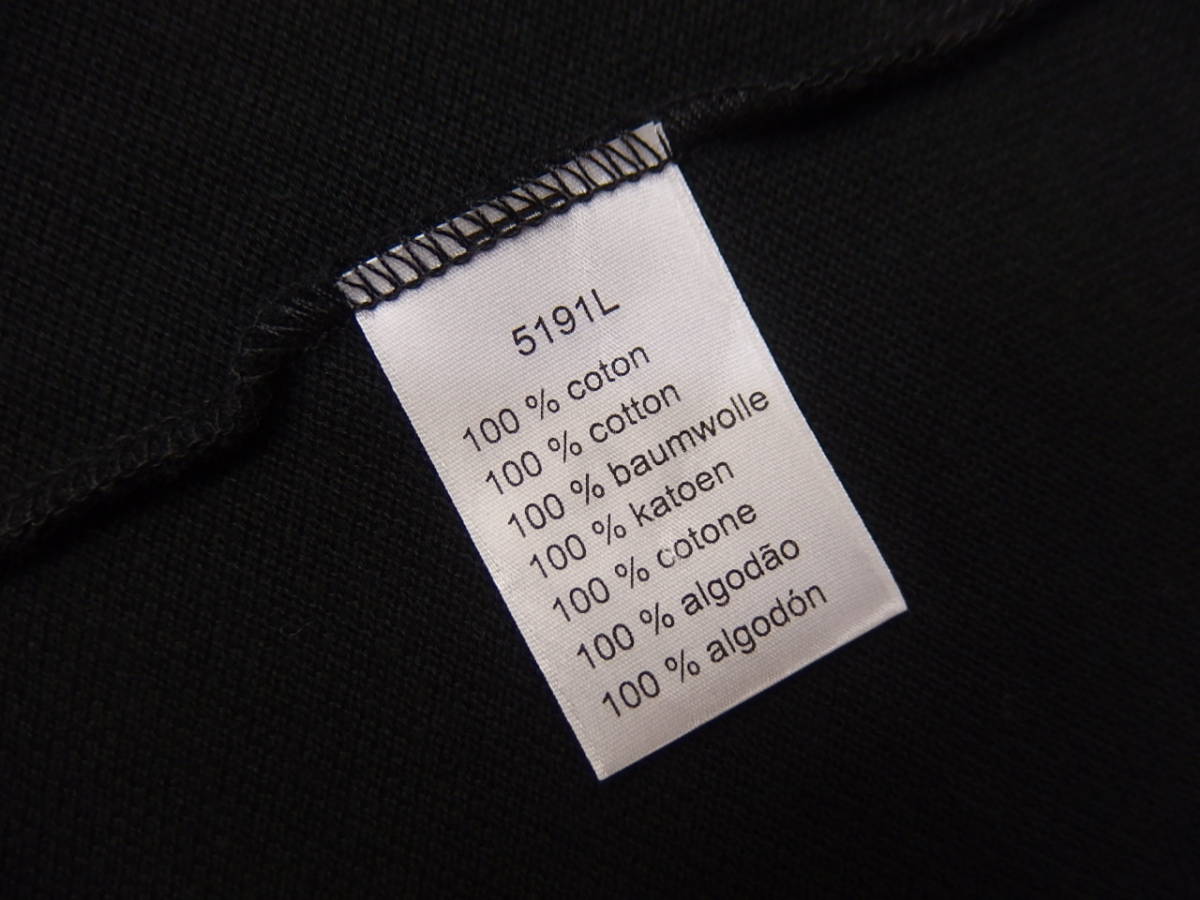 5191L
100 % coton
100 % cotton
100 % baumwolle
100 % katoen
100 % cotone
100 % algodão
100 % algodón